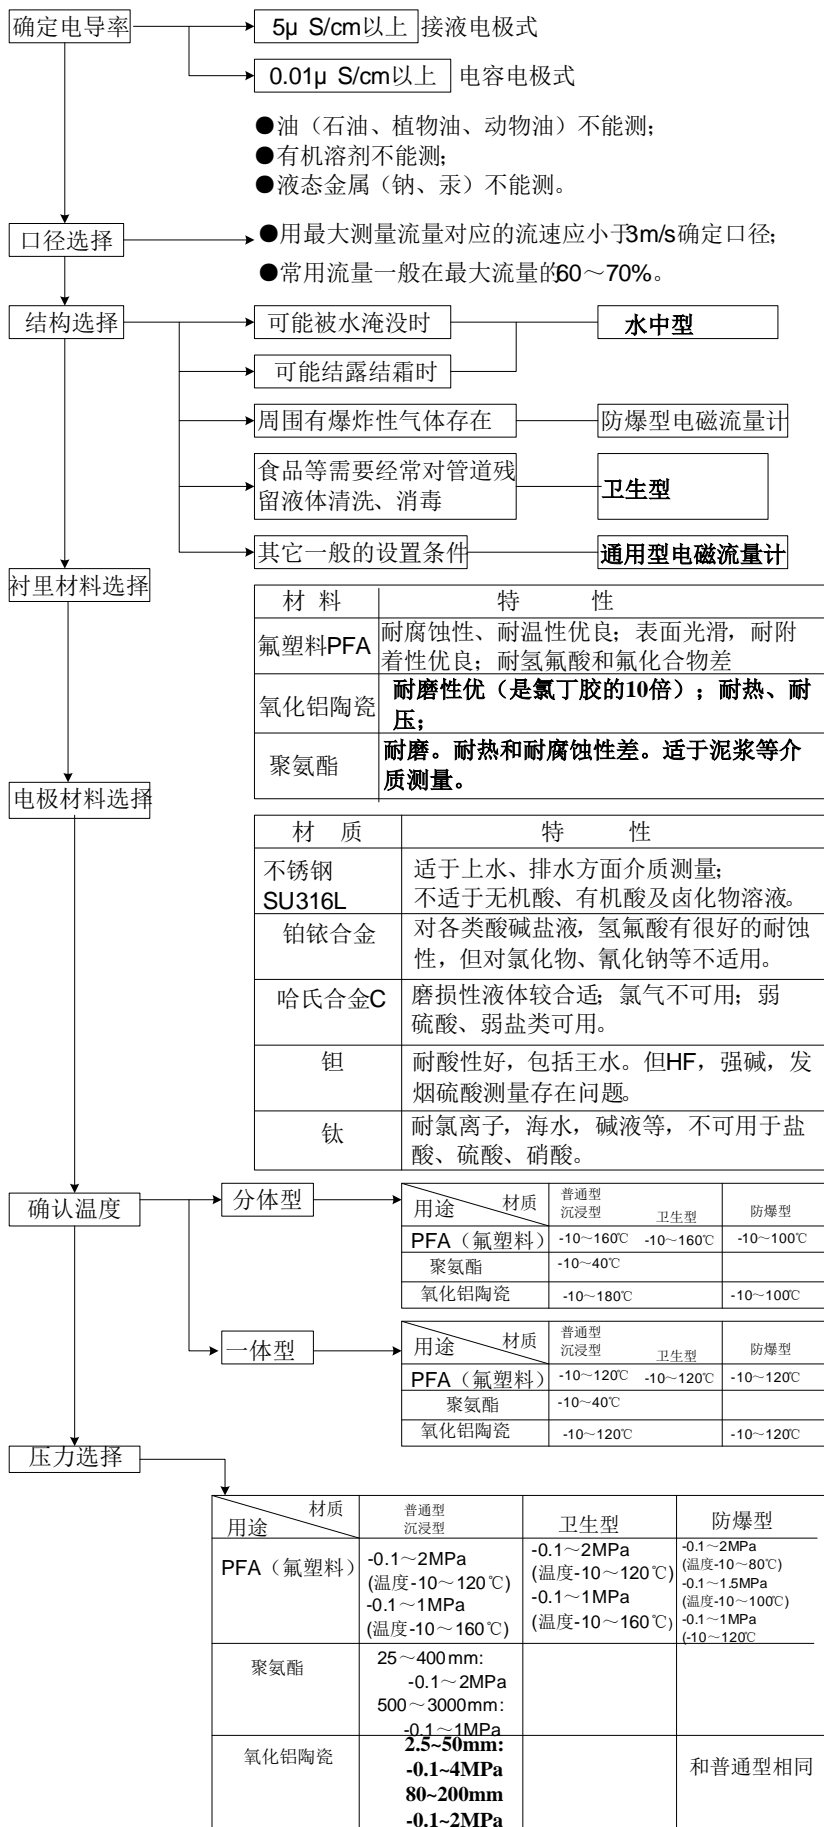 确定电导率
5μ S/cm以上 接液电极式
0.01μ S/cm以上 电容电极式
●油（石油、植物油、动物油）不能测；
●有机溶剂不能测；
●液态金属（钠、汞）不能测。
口径选择
●用最大测量流量对应的流速应小于3m/s确定口径；
●常用流量一般在最大流量的60～70%。
结构选择
可能被水淹没时 水中型
可能结露结霜时
周围有爆炸性气体存在 防爆型电磁流量计
食品等需要经常对管道残
留液体清洗、消毒
卫生型
其它一般的设置条件 通用型电磁流量计
衬里材料选择
材 料 特 性
氟塑料PFA
耐腐蚀性、耐温性优良；表面光滑，耐附
着性优良；耐氢氟酸和氟化合物差
氧化铝陶瓷
耐磨性优（是氯丁胶的10倍）；耐热、耐
压；
聚氨酯
耐磨。耐热和耐腐蚀性差。适于泥浆等介
质测量。
电极材料选择
材 质 特 性
不锈钢
SU316L
适于上水、排水方面介质测量；
不适于无机酸、有机酸及卤化物溶液。
铂铱合金
对各类酸碱盐液，氢氟酸有很好的耐蚀
性，但对氯化物、氰化钠等不适用。
哈氏合金C
磨损性液体较合适；氯气不可用；弱
硫酸、弱盐类可用。
钽
耐酸性好，包括王水。但HF，强碱，发
烟硫酸测量存在问题。
钛
耐氯离子，海水，碱液等，不可用于盐
酸、硫酸、硝酸。
确认温度
分体型
用途 材质
普通型
沉浸型
卫生型
防爆型
PFA（氟塑料） -10～160℃ -10～160℃ -10～100℃
聚氨酯 -10～40℃
氧化铝陶瓷 -10～180℃ -10～100℃
一体型
用途 材质
普通型
沉浸型
卫生型
防爆型
PFA（氟塑料） -10～120℃ -10～120℃ -10～120℃
聚氨酯 -10～40℃
氧化铝陶瓷 -10～120℃ -10～120℃
压力选择
材质
用途
普通型
沉浸型
卫生型
防爆型
PFA（氟塑料）
-0.1～2MPa
(温度-10～120℃)
-0.1～1MPa
(温度-10～160℃)
-0.1～2MPa
(温度-10～120℃)
-0.1～1MPa
(温度-10～160℃)
-0.1～2MPa
(温度-10～80℃)
-0.1～1.5MPa
(温度-10～100℃)
-0.1～1MPa
(-10～120℃
聚氨酯
25～400mm:
-0.1～2MPa
500～3000mm:
-0.1～1MPa
氧化铝陶瓷
2.5~50mm:
-0.1~4MPa
80~200mm
-0.1~2MPa
和普通型相同